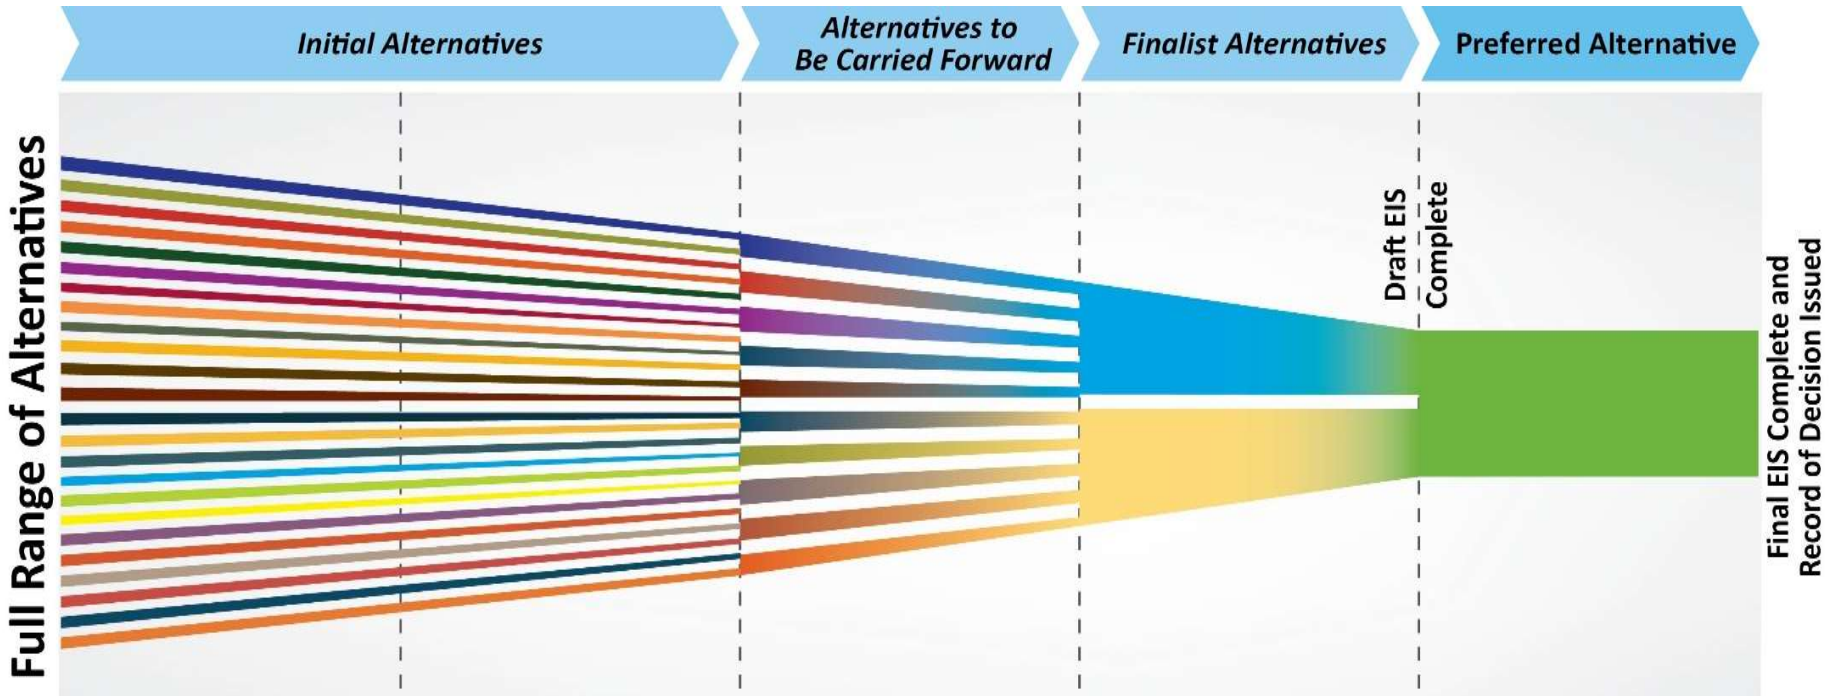 Initial Alternatives
Alternatives to
Be Carried Forward
Finalist Alternatives
Preferred Alternative
Full Range of Alternatives
Draft EIS
Complete
Final EIS Complete and
Record of Decision Issued